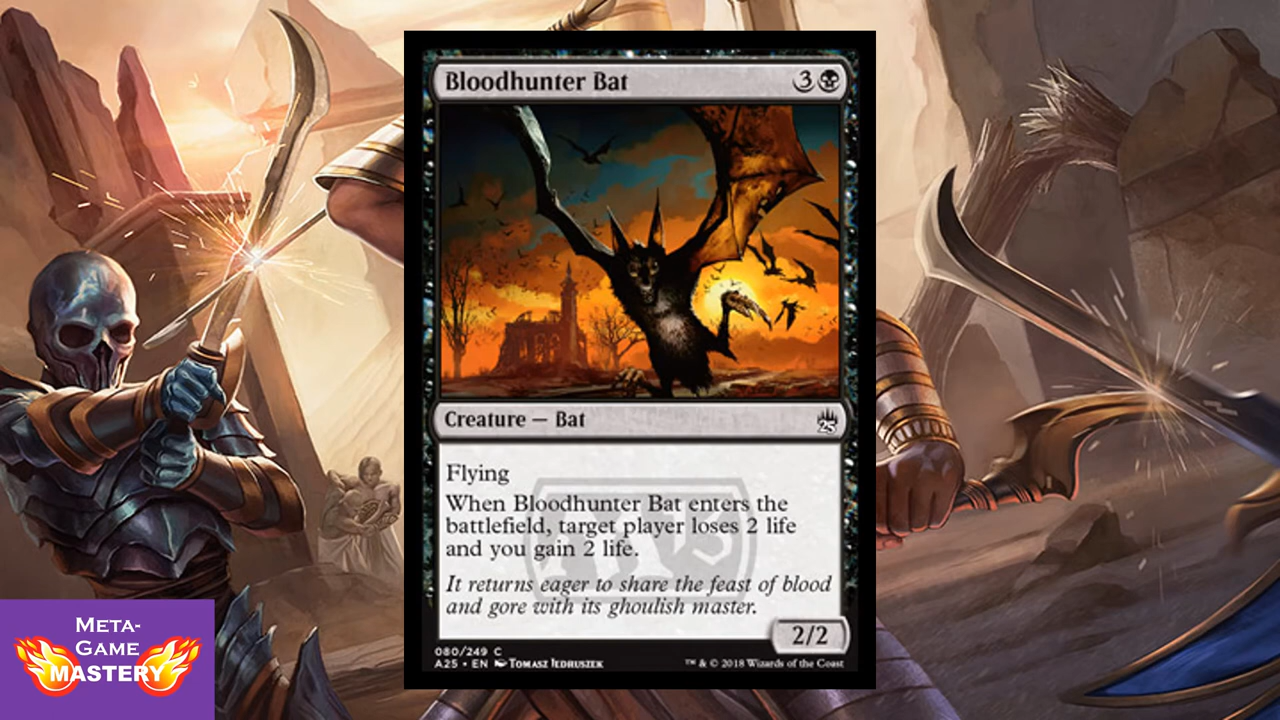 Bloodhunter Bat 3
Creature — Bat
25
Flying
When Bloodhunter Bat enters the
battlefield, target player loses 2 life
and you gain 2 life.
It returns eager to share the feast of blood
and gore with its ghoulish master.
2/2
080/249 C
A25 • EN Tomasz Jedruszek
™ & © 2018 Wizards of the Coast
META-
GAME
MASTERY